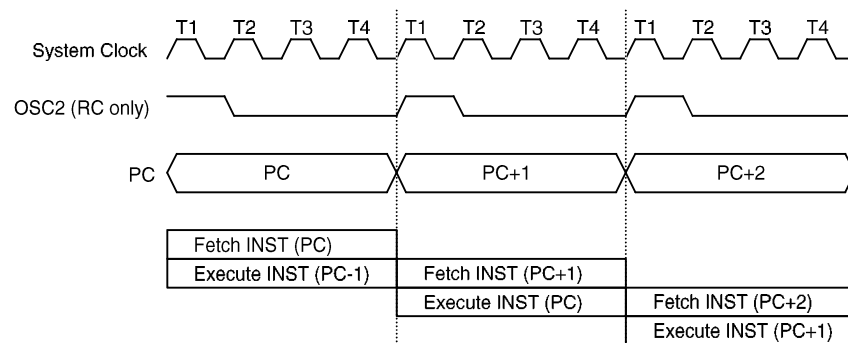 T1 T2 T3 T4 T1 T2 T3 T4 T1 T2 T3 T4
System Clock
OSC2 (RC only)
PC PC PC+1 PC+2
Fetch INST (PC)
Execute INST (PC-1) Fetch INST (PC+1)
Execute INST (PC) Fetch INST (PC+2)
Execute INST (PC+1)